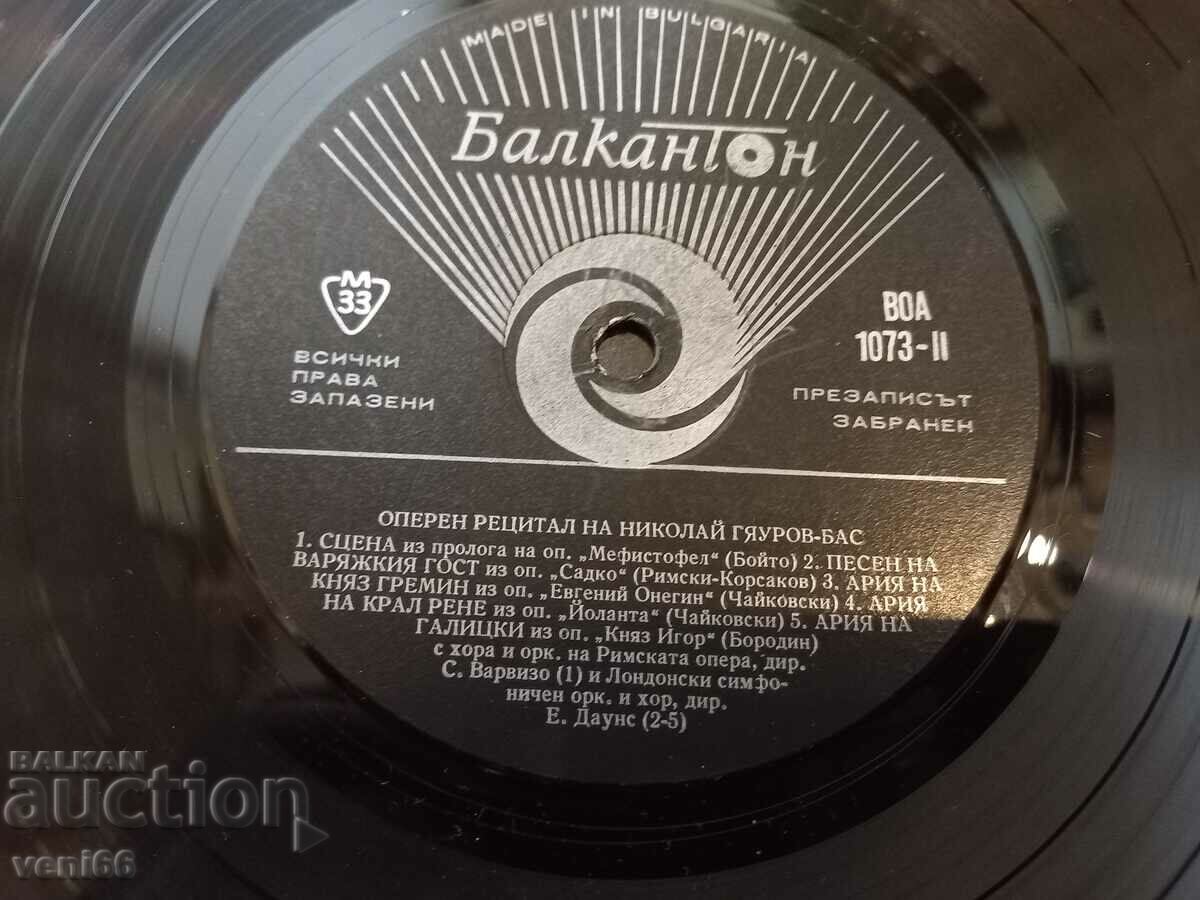 MADE IN BULGARIA
Балкантон
М
33
ВСИЧКИ
ПРАВА
ЗАПАЗЕНИ
ВОА
1073-II
ПРЕЗАПИСЪТ
ЗАБРАНЕН
ОПЕРЕН РЕЦИТАЛ НА НИКОЛАЙ ГЯУРОВ-БАС
1. СЦЕНА из пролога на оп. „Мефистофел“ (Бойто) 2. ПЕСЕН НА
ВАРЯЖКИЯ ГОСТ из оп. „Садко“ (Римски-Корсаков) 3. АРИЯ НА
КНЯЗ ГРЕМИН из оп. „Евгений Онегин“ (Чайковски) 4. АРИЯ
НА КРАЛ РЕНЕ из оп. „Йоланта“ (Чайковски) 5. АРИЯ НА
ГАЛИЦКИ из оп. „Княз Игор“ (Бородин)
с хора и орк. на Римската опера, дир.
С. Варвизо (1) и Лондонски симфо-
ничен орк. и хор, дир.
Е. Даунс (2-5)
BALKAN
auction
veni66